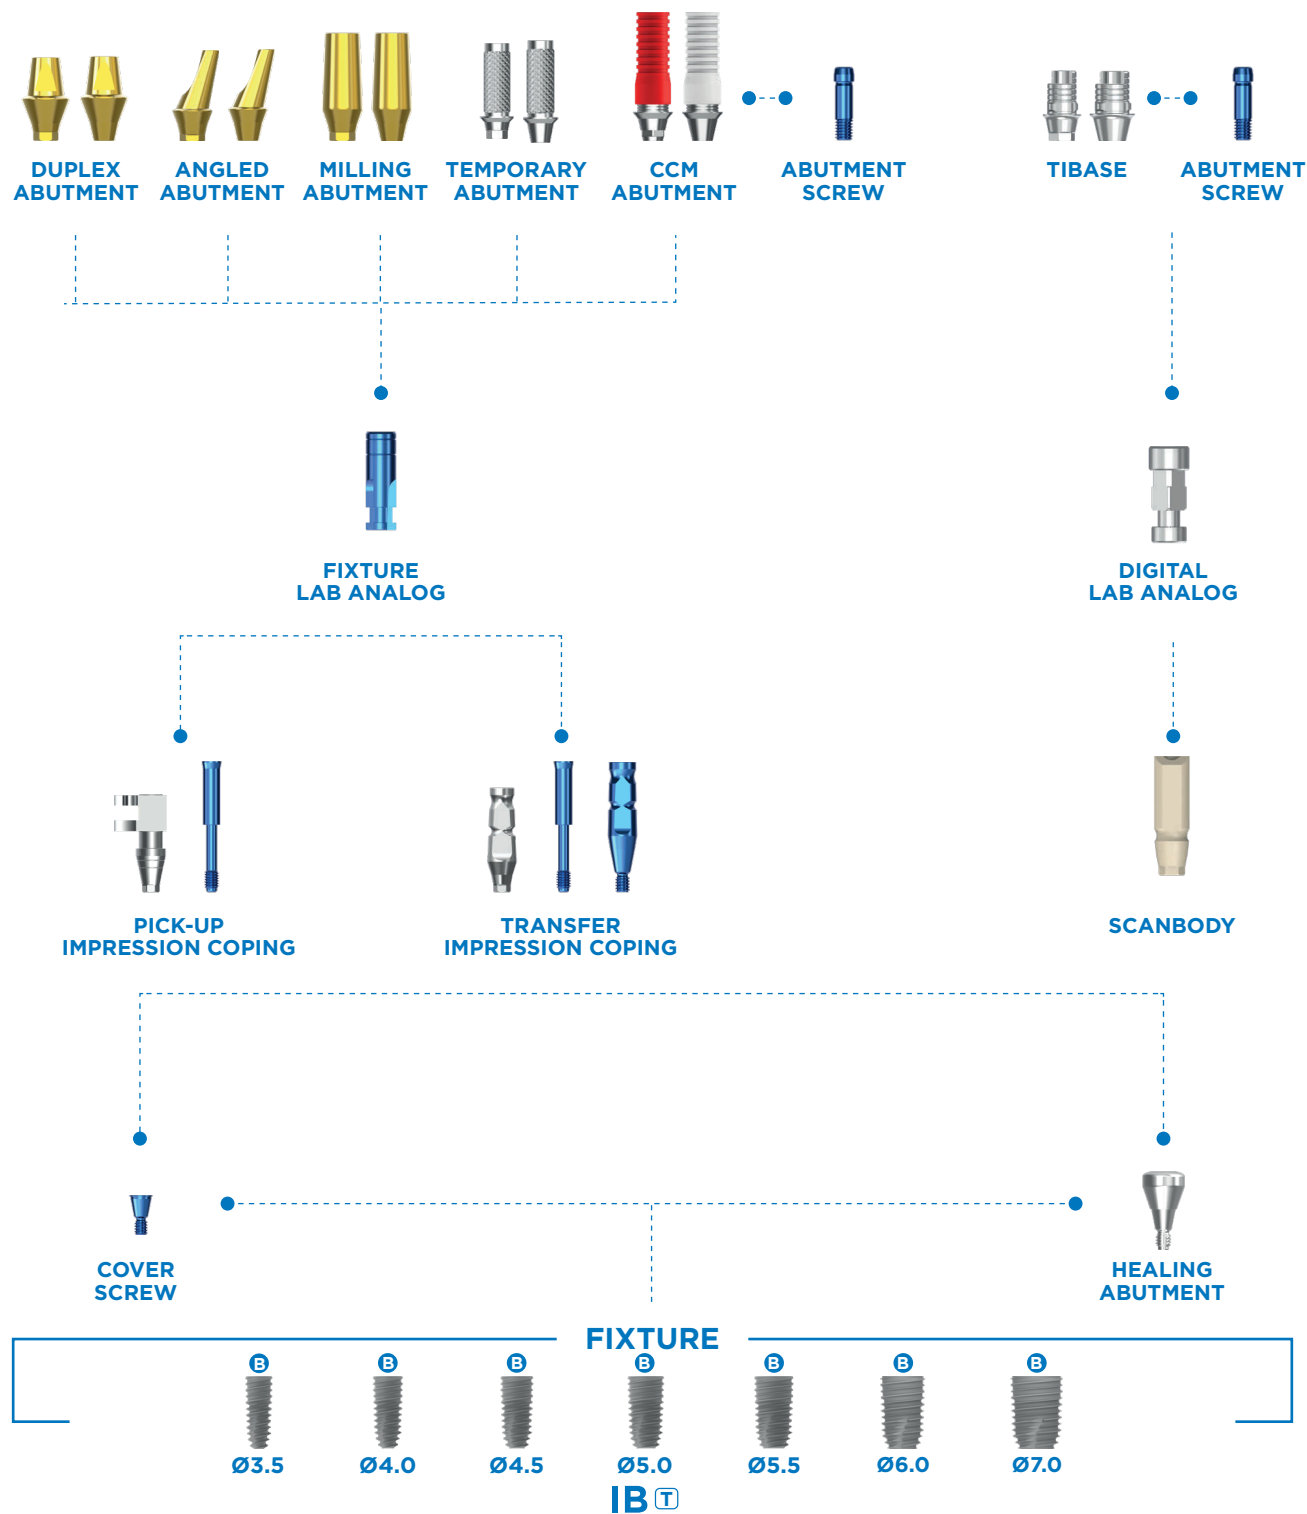 DUPLEX
ABUTMENT
ANGLED
ABUTMENT
MILLING
ABUTMENT
TEMPORARY
ABUTMENT
CCM
ABUTMENT
ABUTMENT
SCREW
TIBASE
ABUTMENT
SCREW
FIXTURE
LAB ANALOG
DIGITAL
LAB ANALOG
PICK-UP
IMPRESSION COPING
TRANSFER
IMPRESSION COPING
SCANBODY
COVER
SCREW
HEALING
ABUTMENT
FIXTURE
B B B B B B B
Ø3.5 Ø4.0 Ø4.5 Ø5.0 Ø5.5 Ø6.0 Ø7.0
IB T